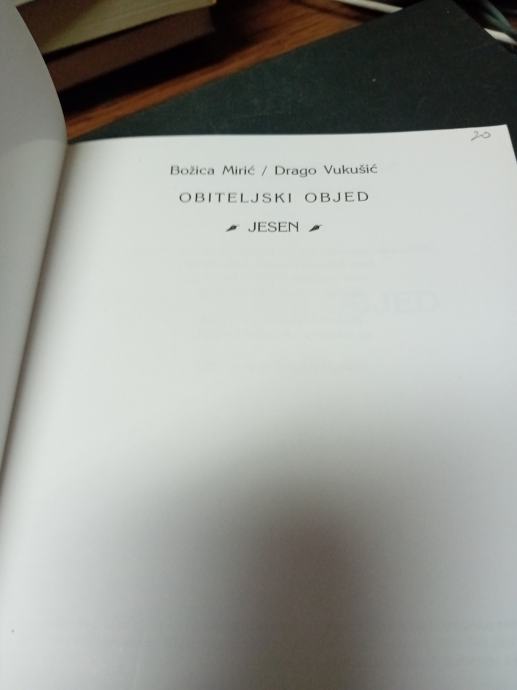 20
Božica Mirić / Drago Vukušić
OBITELJSKI OBJED
JESEN